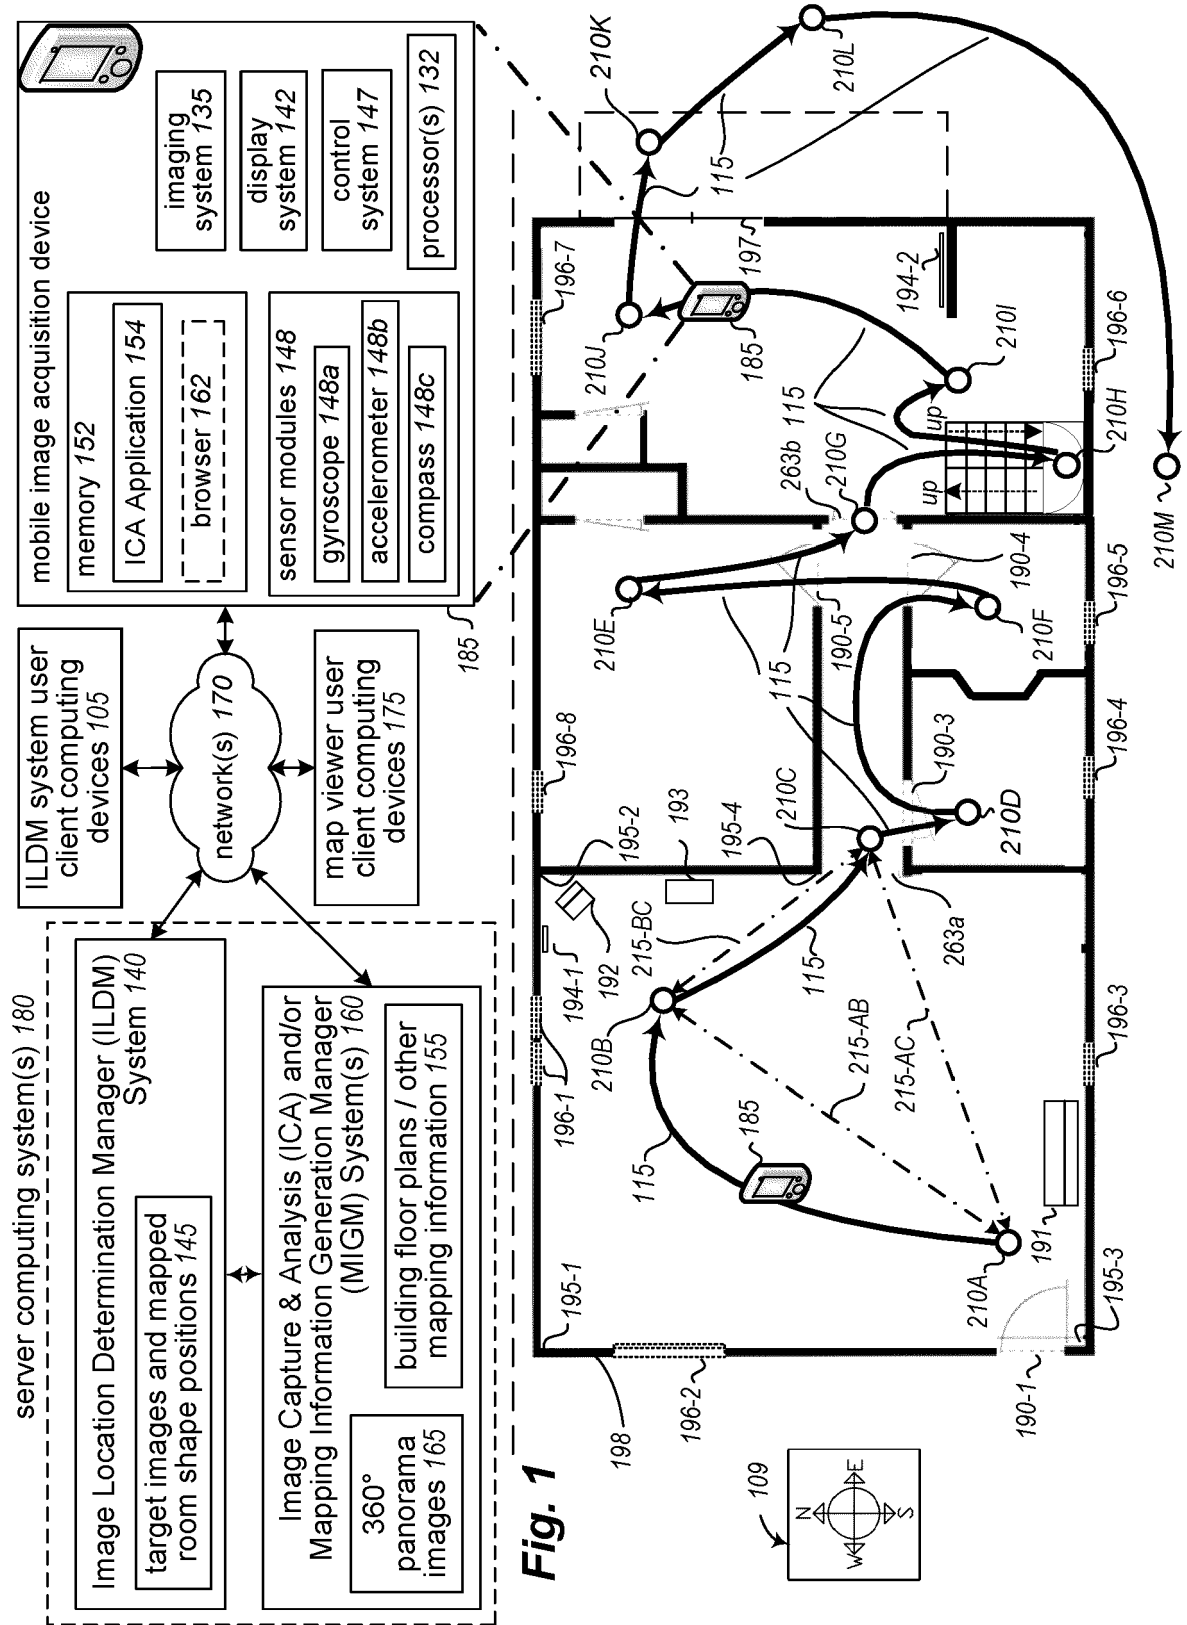 server computing system(s) 180
Image Location Determination Manager (ILDM)
System 140
target images and mapped
room shape positions 145
Image Capture & Analysis (ICA) and/or
Mapping Information Generation Manager
(MIGM) System(s) 160
360°
panorama
images 165
building floor plans / other
mapping information 155
ILDM system user
client computing
devices 105
network(s) 170
map viewer user
client computing
devices 175
mobile image acquisition device
memory 152
ICA Application 154
browser 162
sensor modules 148
gyroscope 148a
accelerometer 148b
compass 148c
imaging
system 135
display
system 142
control
system 147
processor(s) 132
185
Fig. 1
109
N
W
E
S
198
195-1
196-1
194-1
192
195-2
193
196-8
196-7
210B
215-BC
195-4
210C
190-3
210E
190-5
263b
210G
210J
185
197
210K
115
210L
115
185
115
115
115
115
215-AB
215-AC
263a
210D
210F
190-4
up
up
210I
194-2
196-2
190-1
210A
191
195-3
196-3
196-4
196-5
210H
196-6
210M